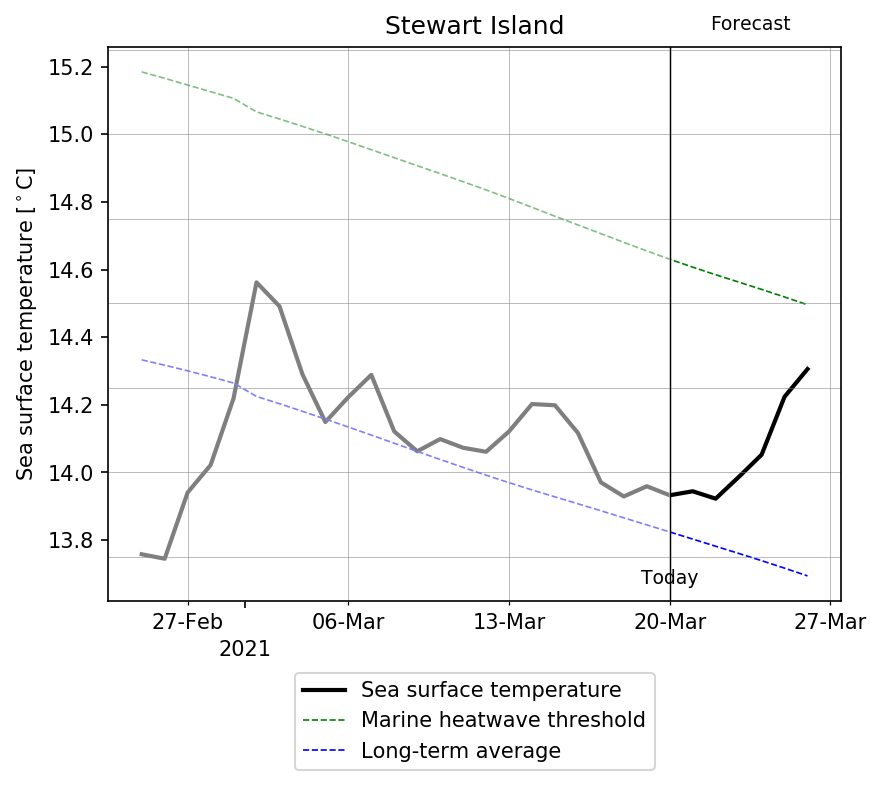 Stewart Island
Forecast
Sea surface temperature [°C]
15.2
15.0
14.8
14.6
14.4
14.2
14.0
13.8
Today
27-Feb
06-Mar
13-Mar
20-Mar
27-Mar
2021
Sea surface temperature
Marine heatwave threshold
Long-term average